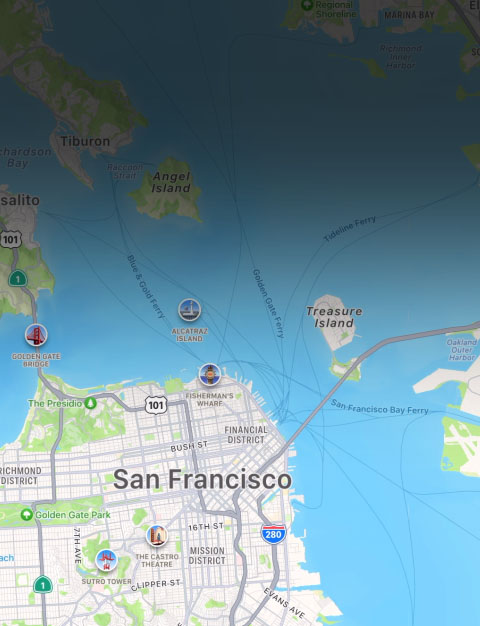 Regional
Shoreline
MARINA BAY
Richmond
Inner
Harbor
Tiburon
Raccoon
Strait
Richardson
Bay
Angel
Island
salito
101
Tideline Ferry
1
Blue & Gold Ferry
Golden Gate Ferry
ALCATRAZ
ISLAND
Treasure
Island
GOLDEN GATE
BRIDGE
Oakland
Outer
Harbor
FISHERMAN'S
WHARF
The Presidio
101
San Francisco Bay Ferry
FINANCIAL
DISTRICT
BUSH ST
RICHMOND
DISTRICT
San Francisco
Golden Gate Park
7TH AVE
16TH ST
280
THE CASTRO
THEATRE
MISSION
DISTRICT
each
SUTRO TOWER
CLIPPER ST
1
EVANS AVE